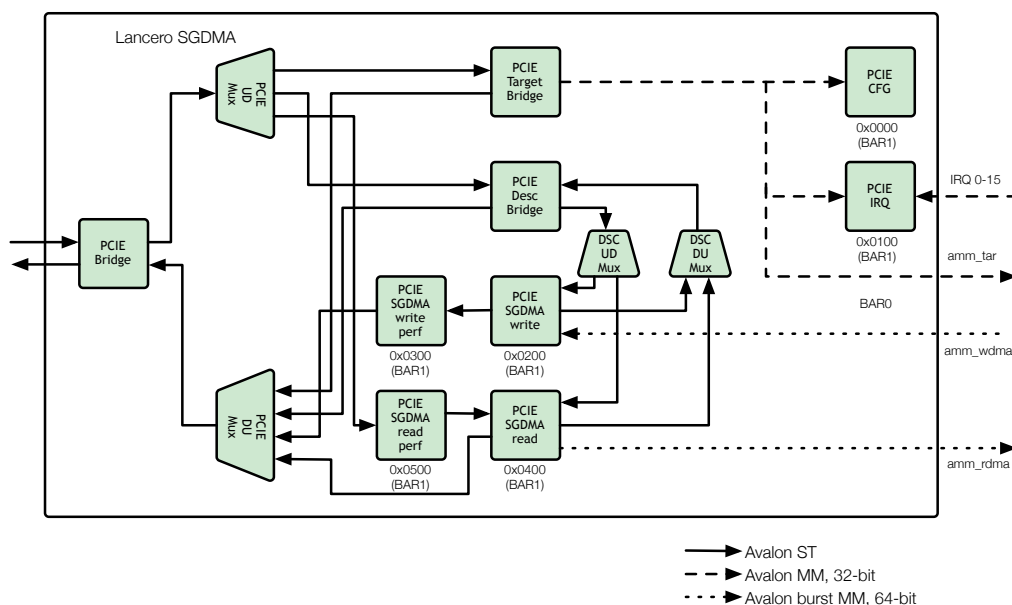 Lancero SGDMA
PCIE
UD
Mux
PCIE
Target
Bridge
PCIE
CFG
0x0000
(BAR1)
PCIE
Desc
Bridge
PCIE
IRQ
IRQ 0-15
0x0100
(BAR1)
PCIE
Bridge
DSC
UD
Mux
DSC
DU
Mux
amm_tar
BAR0
PCIE
SGDMA
write
perf
0x0300
(BAR1)
PCIE
SGDMA
write
0x0200
(BAR1)
amm_wdma
PCIE
DU
Mux
PCIE
SGDMA
read
perf
0x0500
(BAR1)
PCIE
SGDMA
read
0x0400
(BAR1)
amm_rdma
Avalon ST
Avalon MM, 32-bit
Avalon burst MM, 64-bit